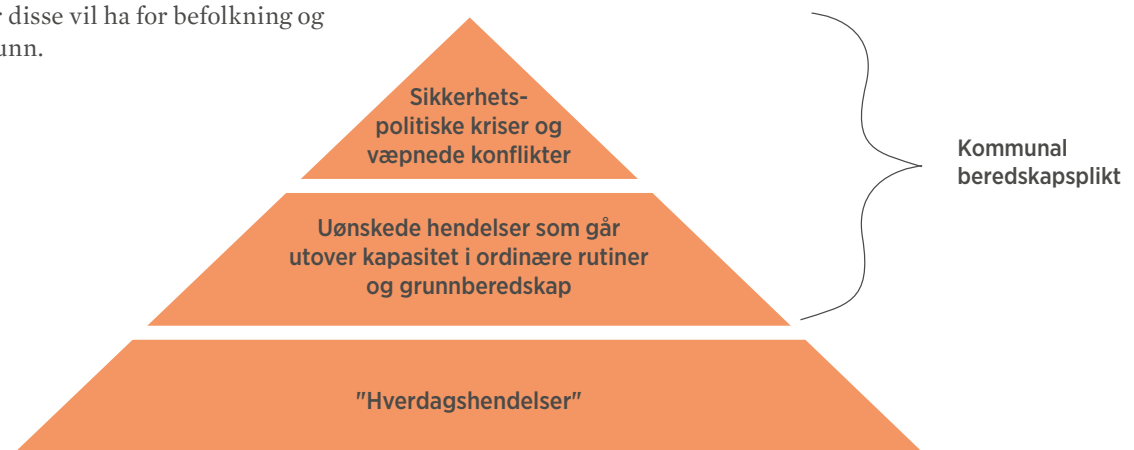 disse vil ha for befolkning og
unn.
Sikkerhets-
politiske kriser og
væpnede konflikter
Kommunal
beredskapsplikt
Uønskede hendelser som går
utover kapasitet i ordinære rutiner
og grunnberedskap
"Hverdagshendelser"